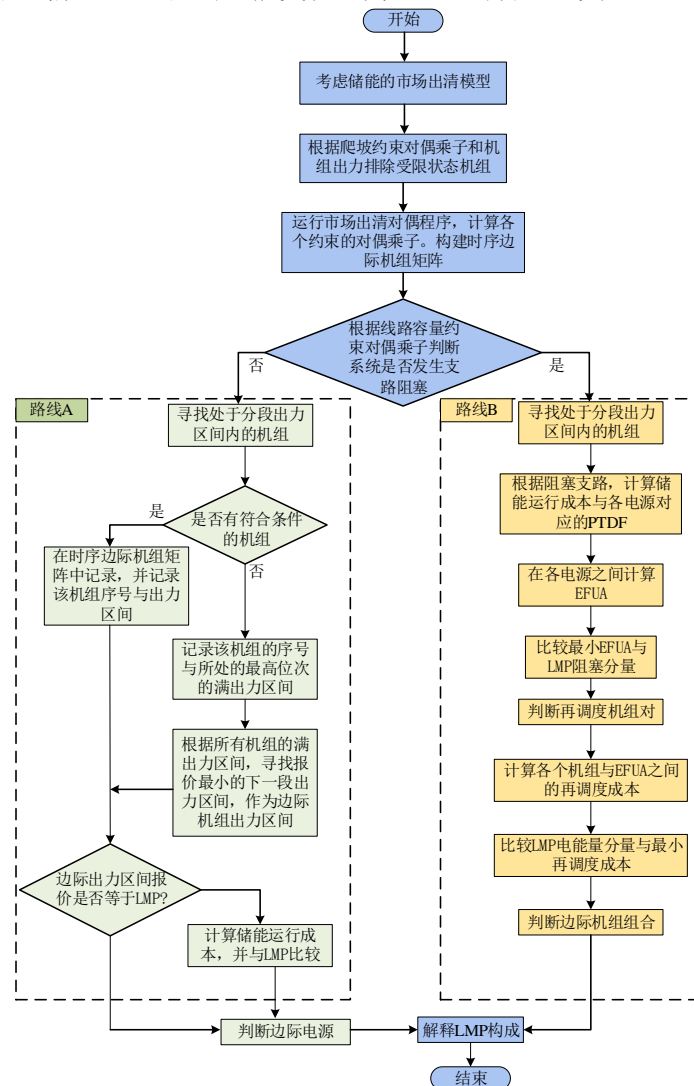 开始
考虑储能的市场出清模型
根据爬坡约束对偶乘子和机
组出力排除受限状态机组
运行市场出清对偶程序，计算各
个约束的对偶乘子。构建时序边
际机组矩阵
根据线路容量约
束对偶乘子判断
系统是否发生支
路阻塞
否
是
路线A
寻找处于分段出力
区间内的机组
是否有符合条件
的机组
是
否
在时序边际机组矩
阵中记录，并记录
该机组序号与出力
区间
记录该机组的序号
与所处的最高位次
的满出力区间
根据所有机组的满
出力区间，寻找报
价最小的下一段出
力区间，作为边际
机组出力区间
边际出力区间报
价是否等于LMP?
计算储能运行成
本，并与LMP比较
判断边际电源
路线B
寻找处于分段出力
区间内的机组
根据阻塞支路，计算储
能运行成本与各电源对
应的PTDF
在各电源之间计算
EFUA
比较最小EFUA与
LMP阻塞分量
判断再调度机组对
计算各个机组与EFUA之间
的再调度成本
比较LMP电能量分量与最小
再调度成本
判断边际机组组合
解释LMP构成
结束